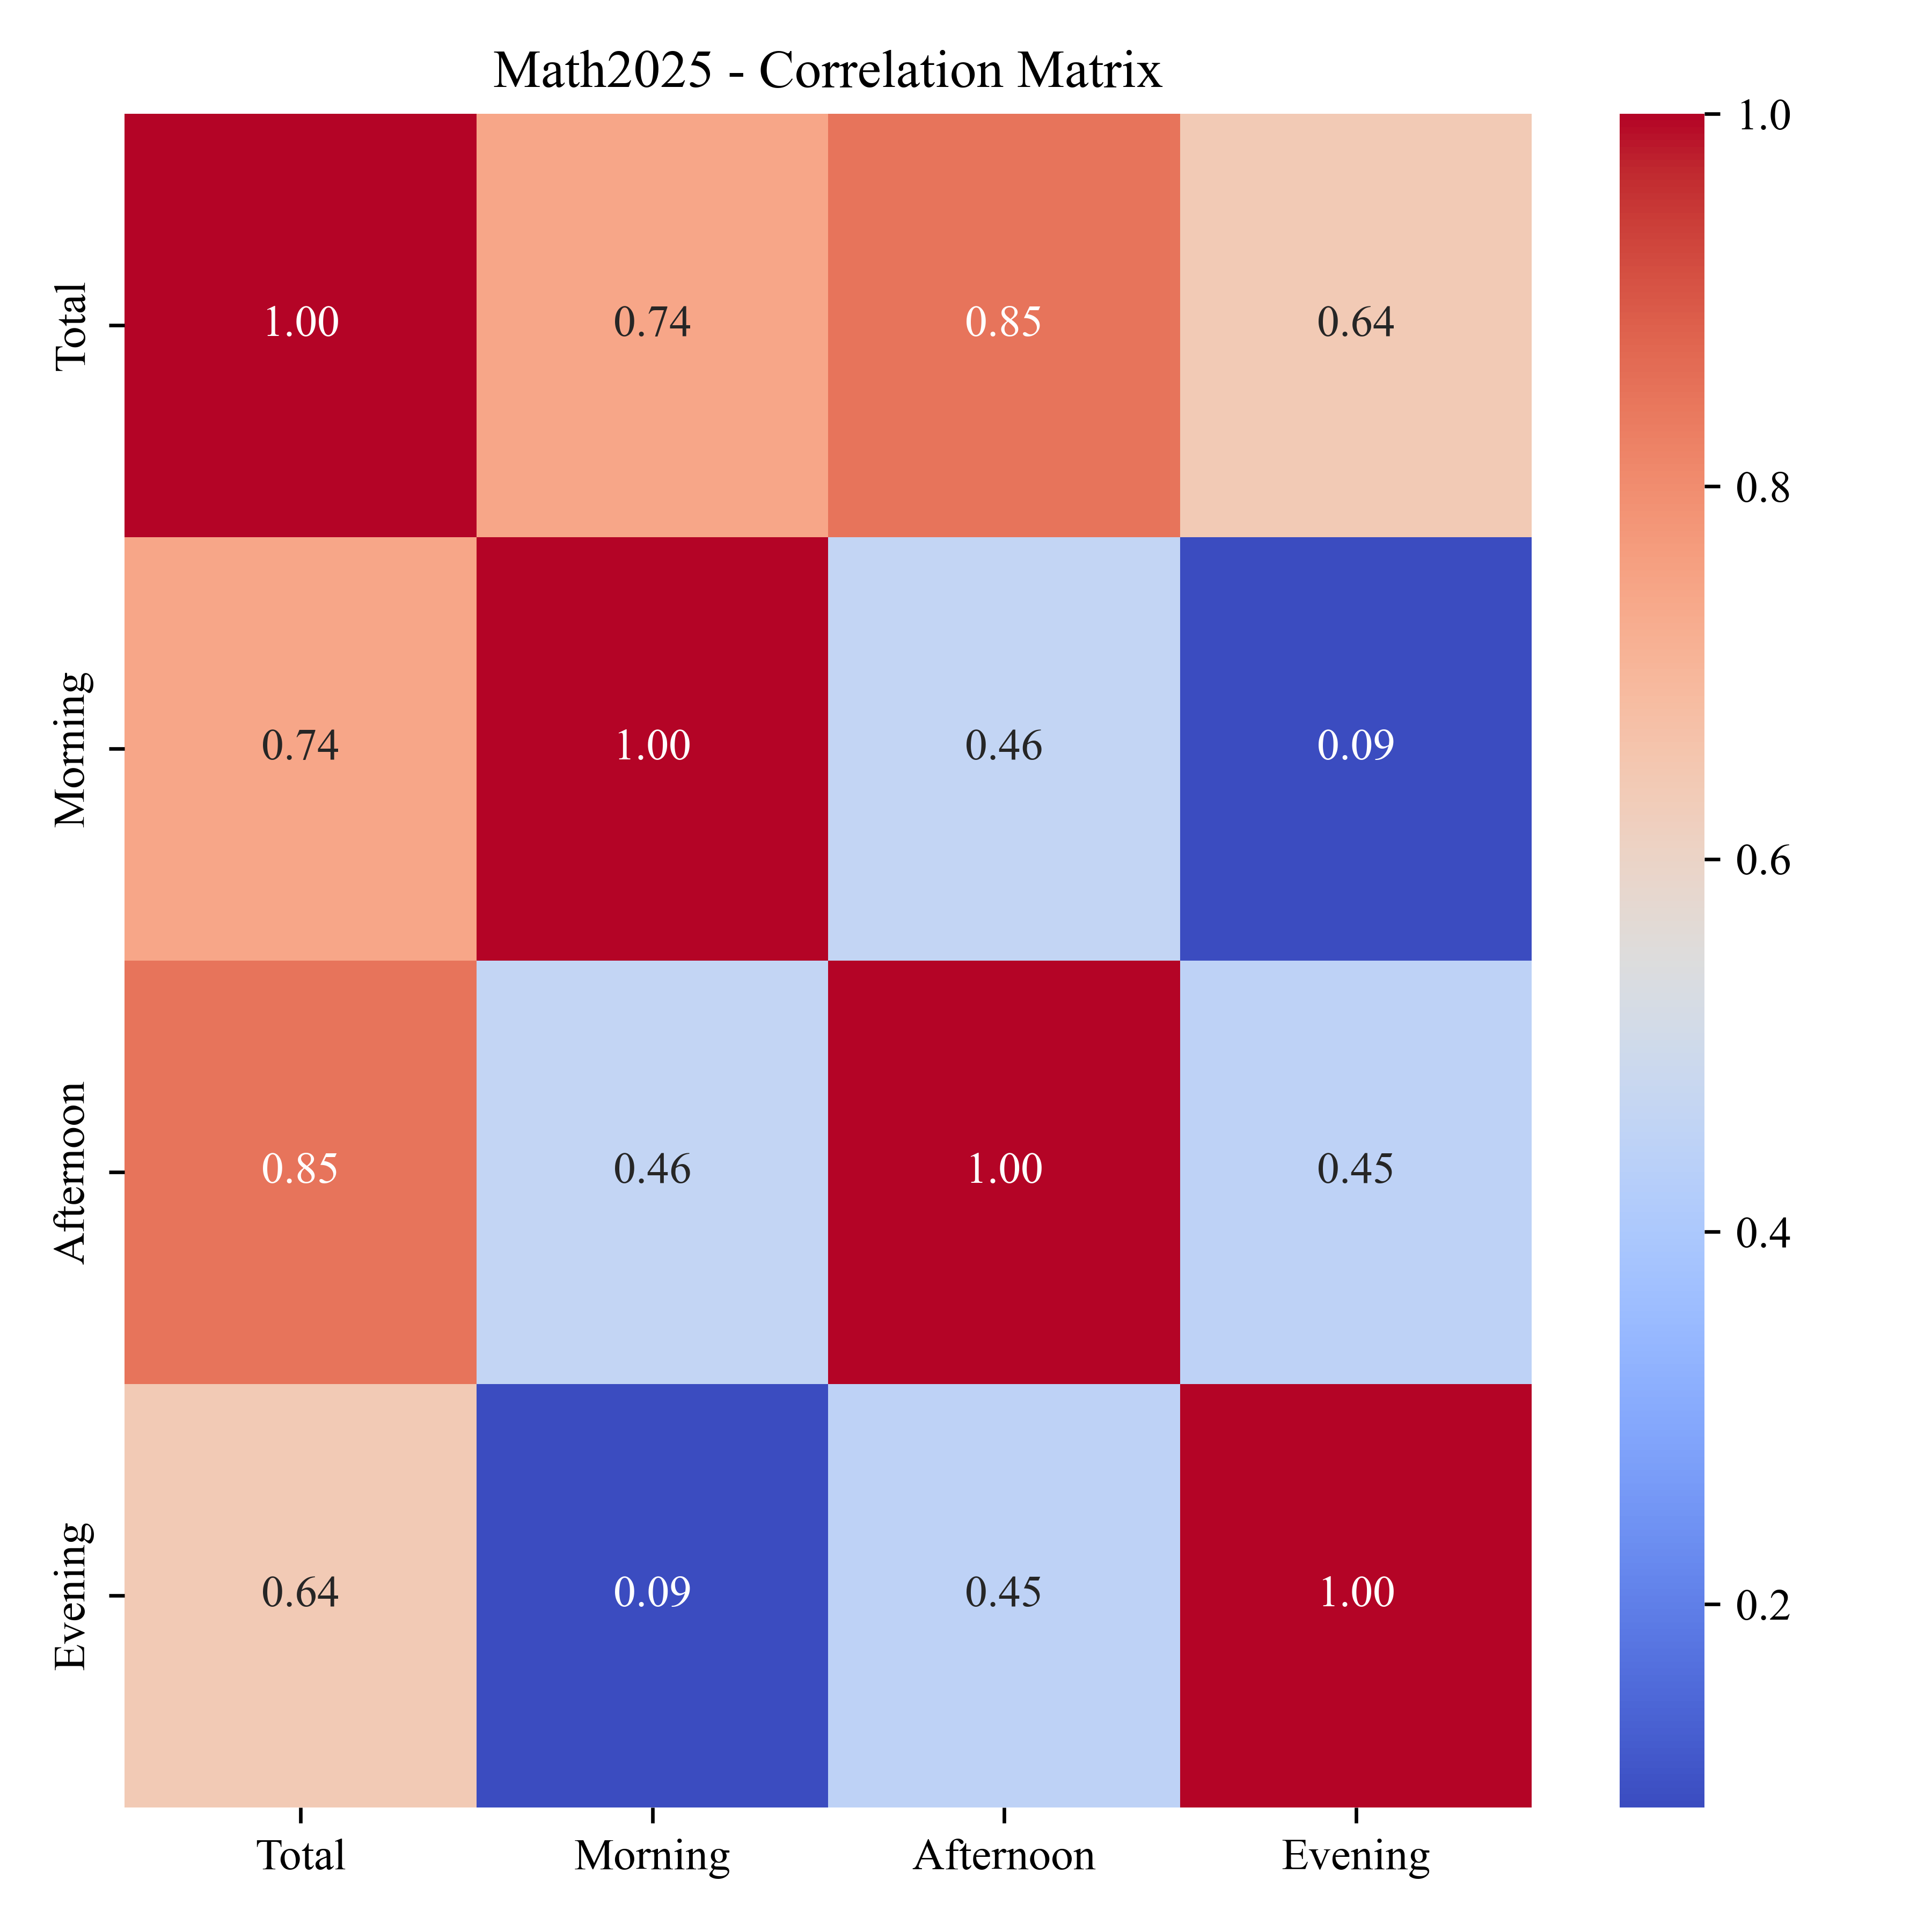 Math2025 - Correlation Matrix
Total 1.00 0.74 0.85 0.64
Morning 0.74 1.00 0.46 0.09
Afternoon 0.85 0.46 1.00 0.45
Evening 0.64 0.09 0.45 1.00
Total Morning Afternoon Evening
1.0
0.8
0.6
0.4
0.2